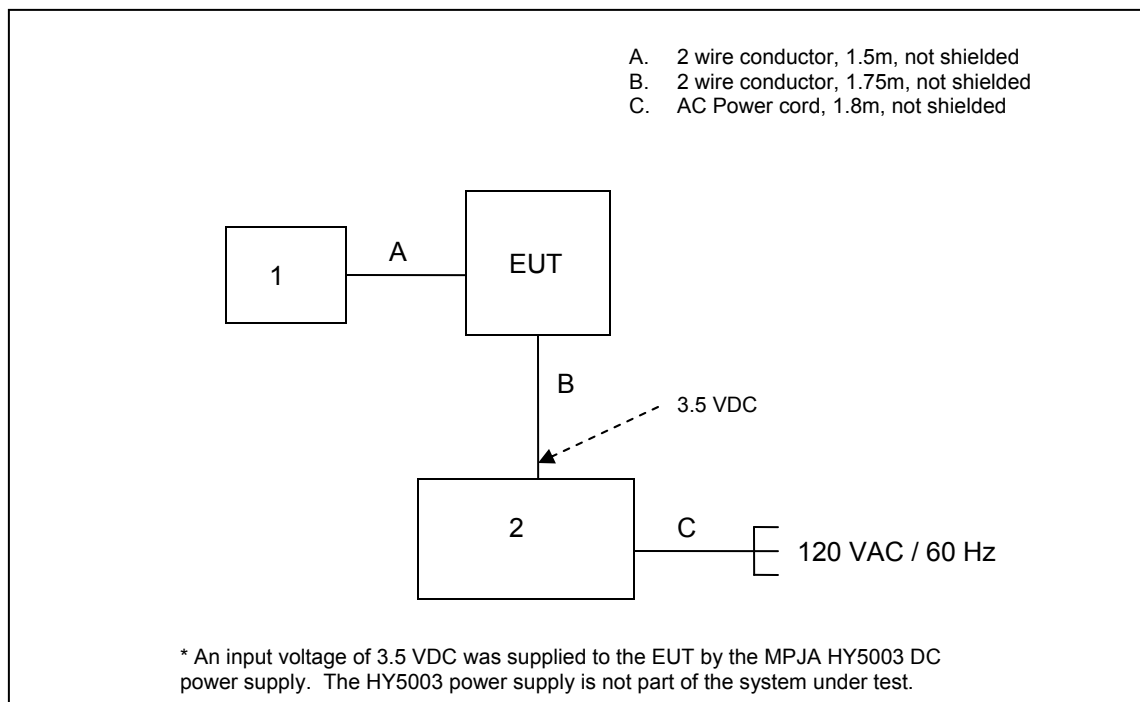 A. 2 wire conductor, 1.5m, not shielded
B. 2 wire conductor, 1.75m, not shielded
C. AC Power cord, 1.8m, not shielded
1
A
EUT
B
3.5 VDC
2
C
120 VAC / 60 Hz
* An input voltage of 3.5 VDC was supplied to the EUT by the MPJA HY5003 DC
power supply. The HY5003 power supply is not part of the system under test.